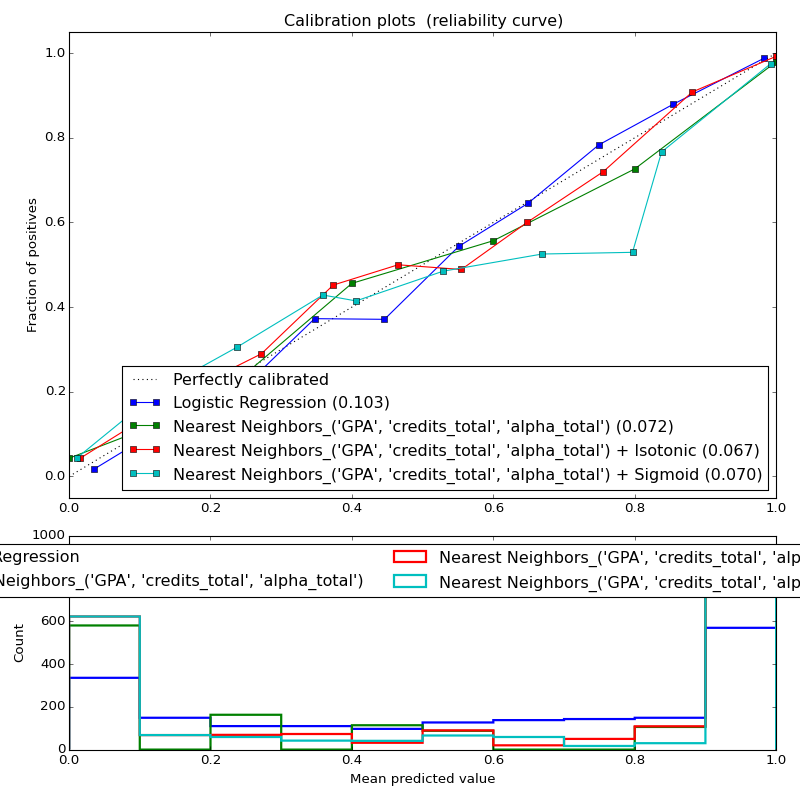 Calibration plots (reliability curve)
1.0
0.8
0.6
0.4
0.2
0.0
Fraction of positives
Perfectly calibrated
Logistic Regression (0.103)
Nearest Neighbors_('GPA', 'credits_total', 'alpha_total') (0.072)
Nearest Neighbors_('GPA', 'credits_total', 'alpha_total') + Isotonic (0.067)
Nearest Neighbors_('GPA', 'credits_total', 'alpha_total') + Sigmoid (0.070)
0.0 0.2 0.4 0.6 0.8 1.0
1000
Regression
Neighbors_('GPA', 'credits_total', 'alpha_total')
Nearest Neighbors_('GPA', 'credits_total', 'alp
Nearest Neighbors_('GPA', 'credits_total', 'alp
600
400
200
0
Count
0.0 0.2 0.4 0.6 0.8 1.0
Mean predicted value